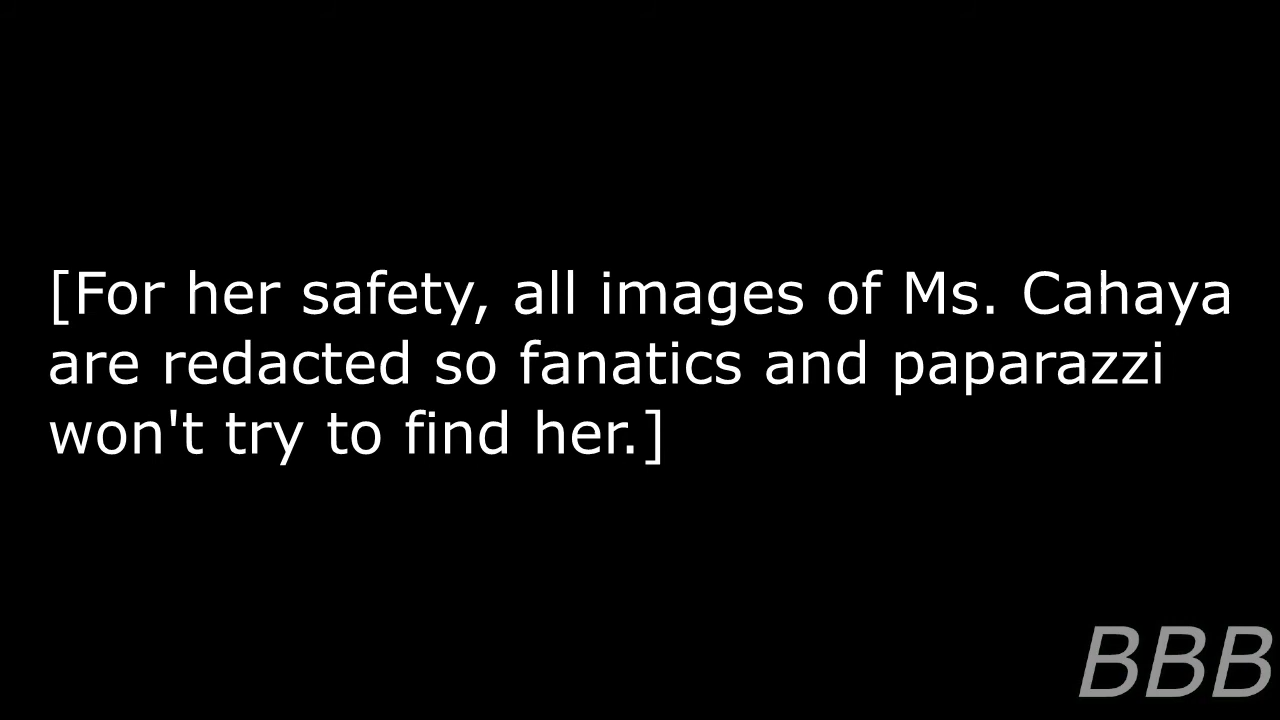 [For her safety, all images of Ms. Cahaya
are redacted so fanatics and paparazzi
won't try to find her.]
BBB